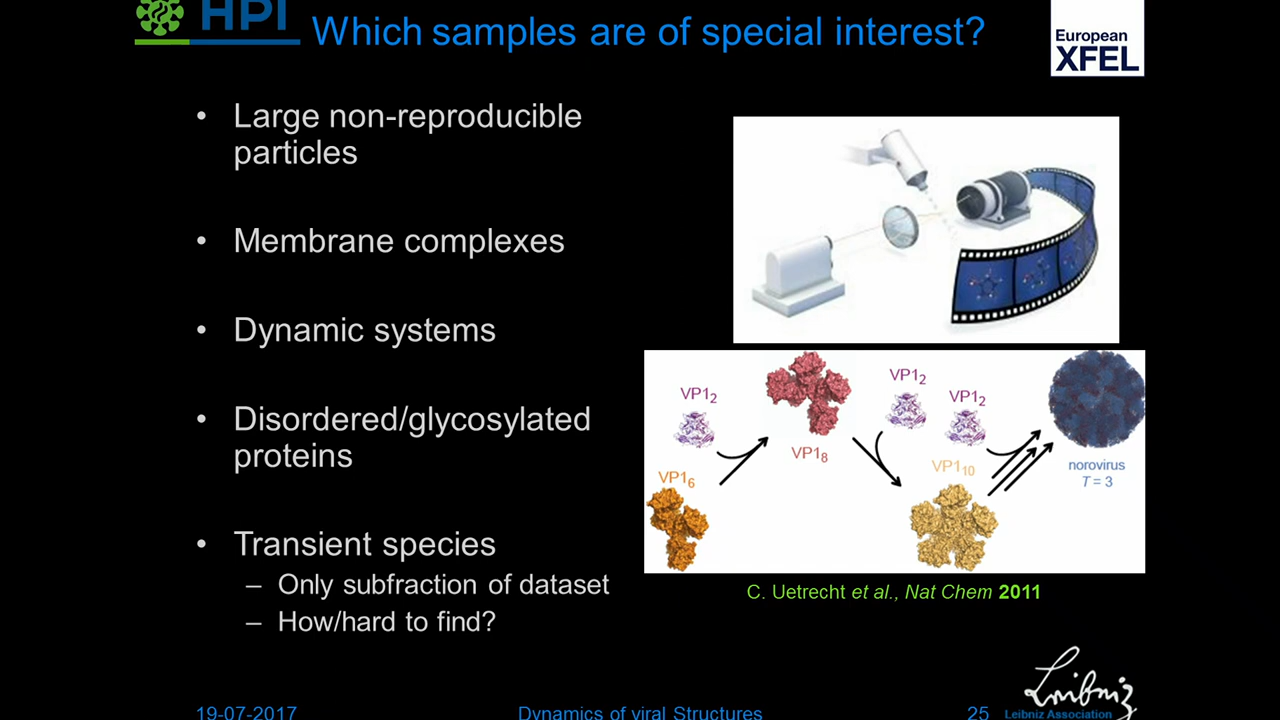 HPI
Which samples are of special interest?
European
XFEL
• Large non-reproducible
particles
• Membrane complexes
• Dynamic systems
• Disordered/glycosylated
proteins
• Transient species
– Only subfraction of dataset
– How/hard to find?
VP1₂
VP1₈
VP1₆
VP1₂
VP1₂
VP1₁₀
norovirus
T = 3
C. Uetrecht et al., Nat Chem 2011
Leibniz
Leibniz Association
19-07-2017
Dynamics of viral Structures
25